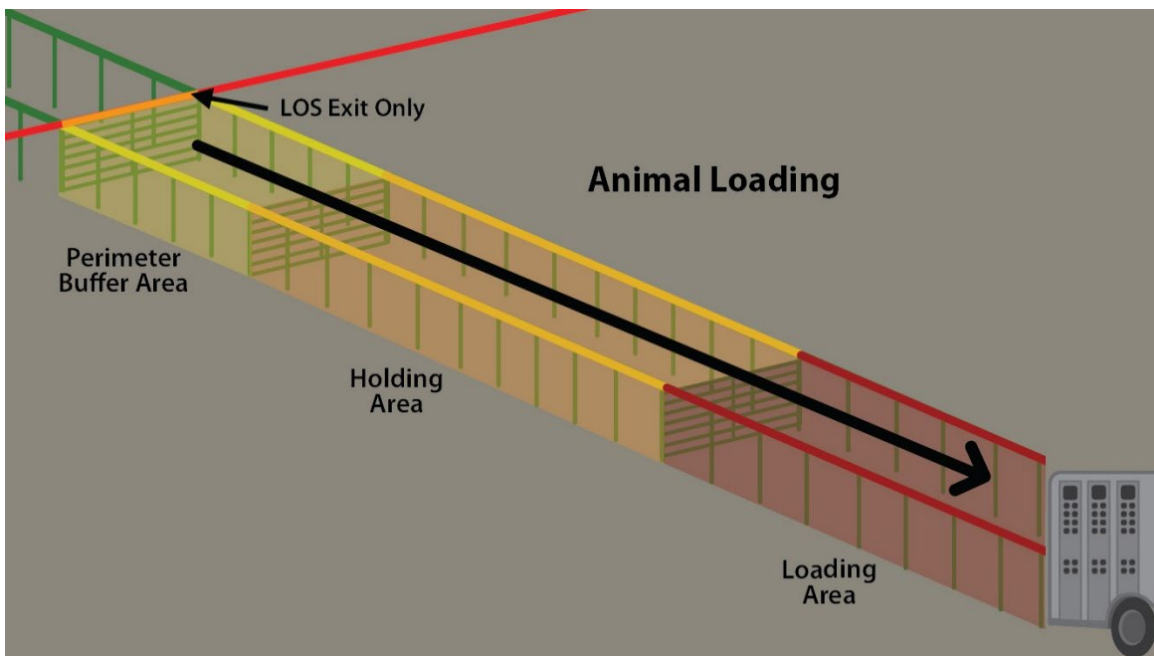 LOS Exit Only
Animal Loading
Perimeter
Buffer Area
Holding
Area
Loading
Area